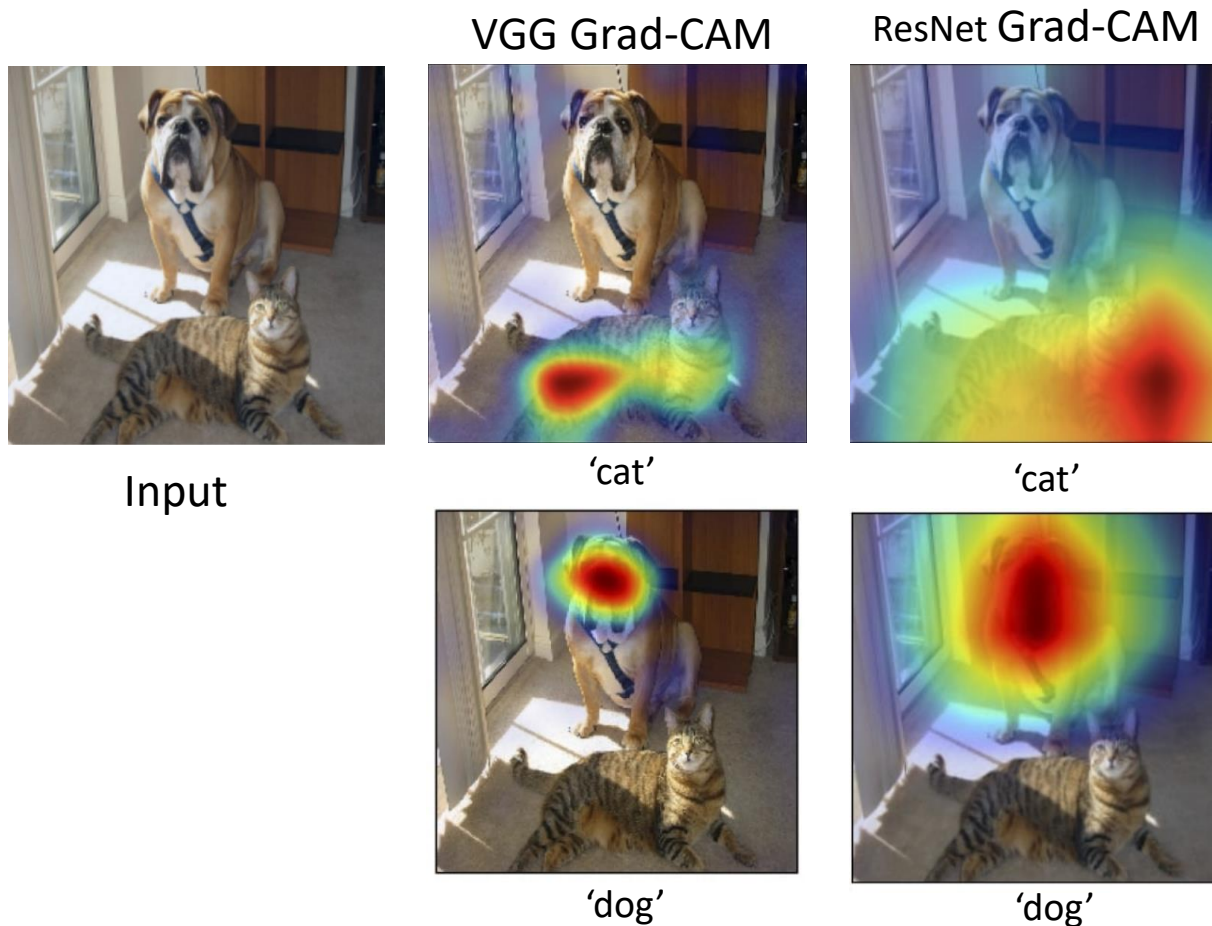 VGG Grad-CAM
ResNet Grad-CAM
Input
‘cat’
‘cat’
‘dog’
‘dog’